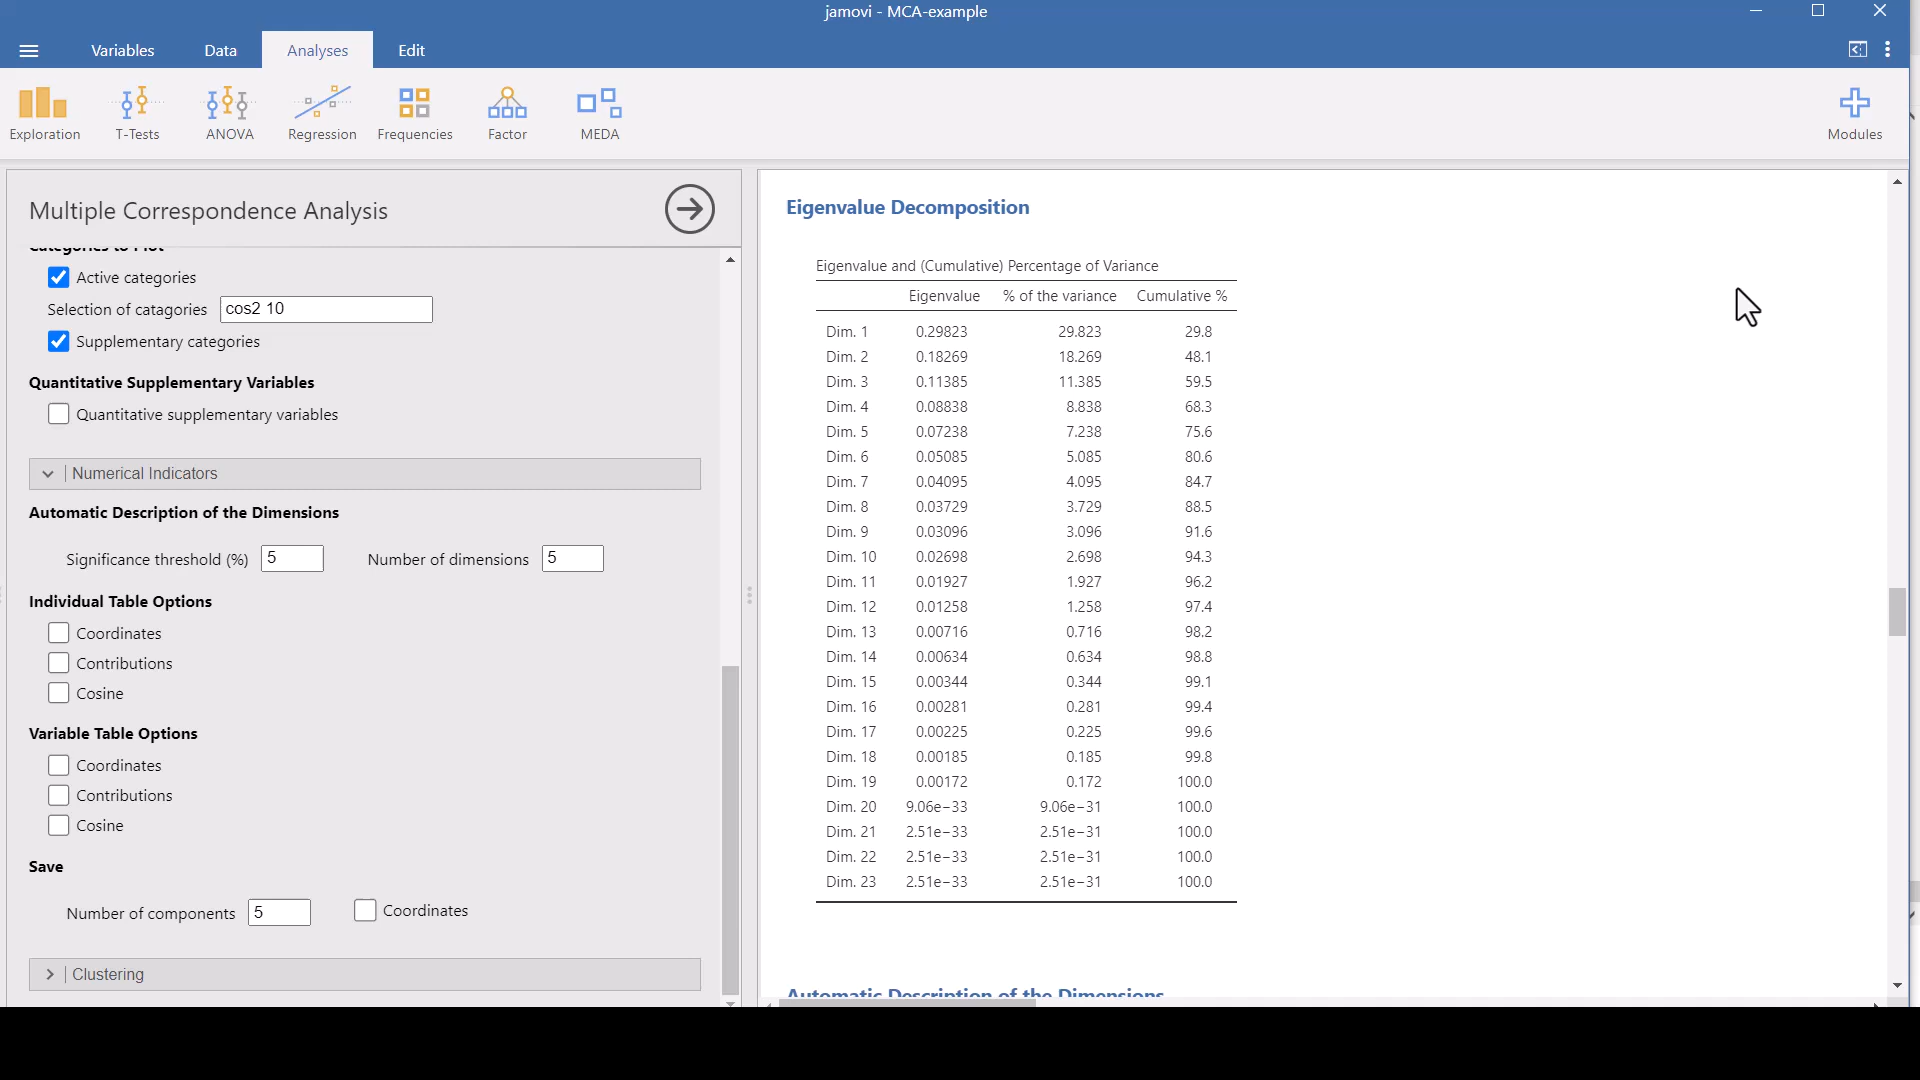 jamovi - MCA-example
Variables Data Analyses Edit
Exploration T-Tests ANOVA Regression Frequencies Factor MEDA Modules
Multiple Correspondence Analysis
Categories to Plot
Active categories
Selection of catagories cos2 10
Supplementary categories
Quantitative Supplementary Variables
Quantitative supplementary variables
Numerical Indicators
Automatic Description of the Dimensions
Significance threshold (%) 5 Number of dimensions 5
Individual Table Options
Coordinates
Contributions
Cosine
Variable Table Options
Coordinates
Contributions
Cosine
Save
Number of components 5 Coordinates
Clustering
Eigenvalue Decomposition
Eigenvalue and (Cumulative) Percentage of Variance
Eigenvalue % of the variance Cumulative %
Dim. 1 0.29823 29.823 29.8
Dim. 2 0.18269 18.269 48.1
Dim. 3 0.11385 11.385 59.5
Dim. 4 0.08838 8.838 68.3
Dim. 5 0.07238 7.238 75.6
Dim. 6 0.05085 5.085 80.6
Dim. 7 0.04095 4.095 84.7
Dim. 8 0.03729 3.729 88.5
Dim. 9 0.03096 3.096 91.6
Dim. 10 0.02698 2.698 94.3
Dim. 11 0.01927 1.927 96.2
Dim. 12 0.01258 1.258 97.4
Dim. 13 0.00716 0.716 98.2
Dim. 14 0.00634 0.634 98.8
Dim. 15 0.00344 0.344 99.1
Dim. 16 0.00281 0.281 99.4
Dim. 17 0.00225 0.225 99.6
Dim. 18 0.00185 0.185 99.8
Dim. 19 0.00172 0.172 100.0
Dim. 20 9.06e−33 9.06e−31 100.0
Dim. 21 2.51e−33 2.51e−31 100.0
Dim. 22 2.51e−33 2.51e−31 100.0
Dim. 23 2.51e−33 2.51e−31 100.0
Automatic Description of the Dimensions